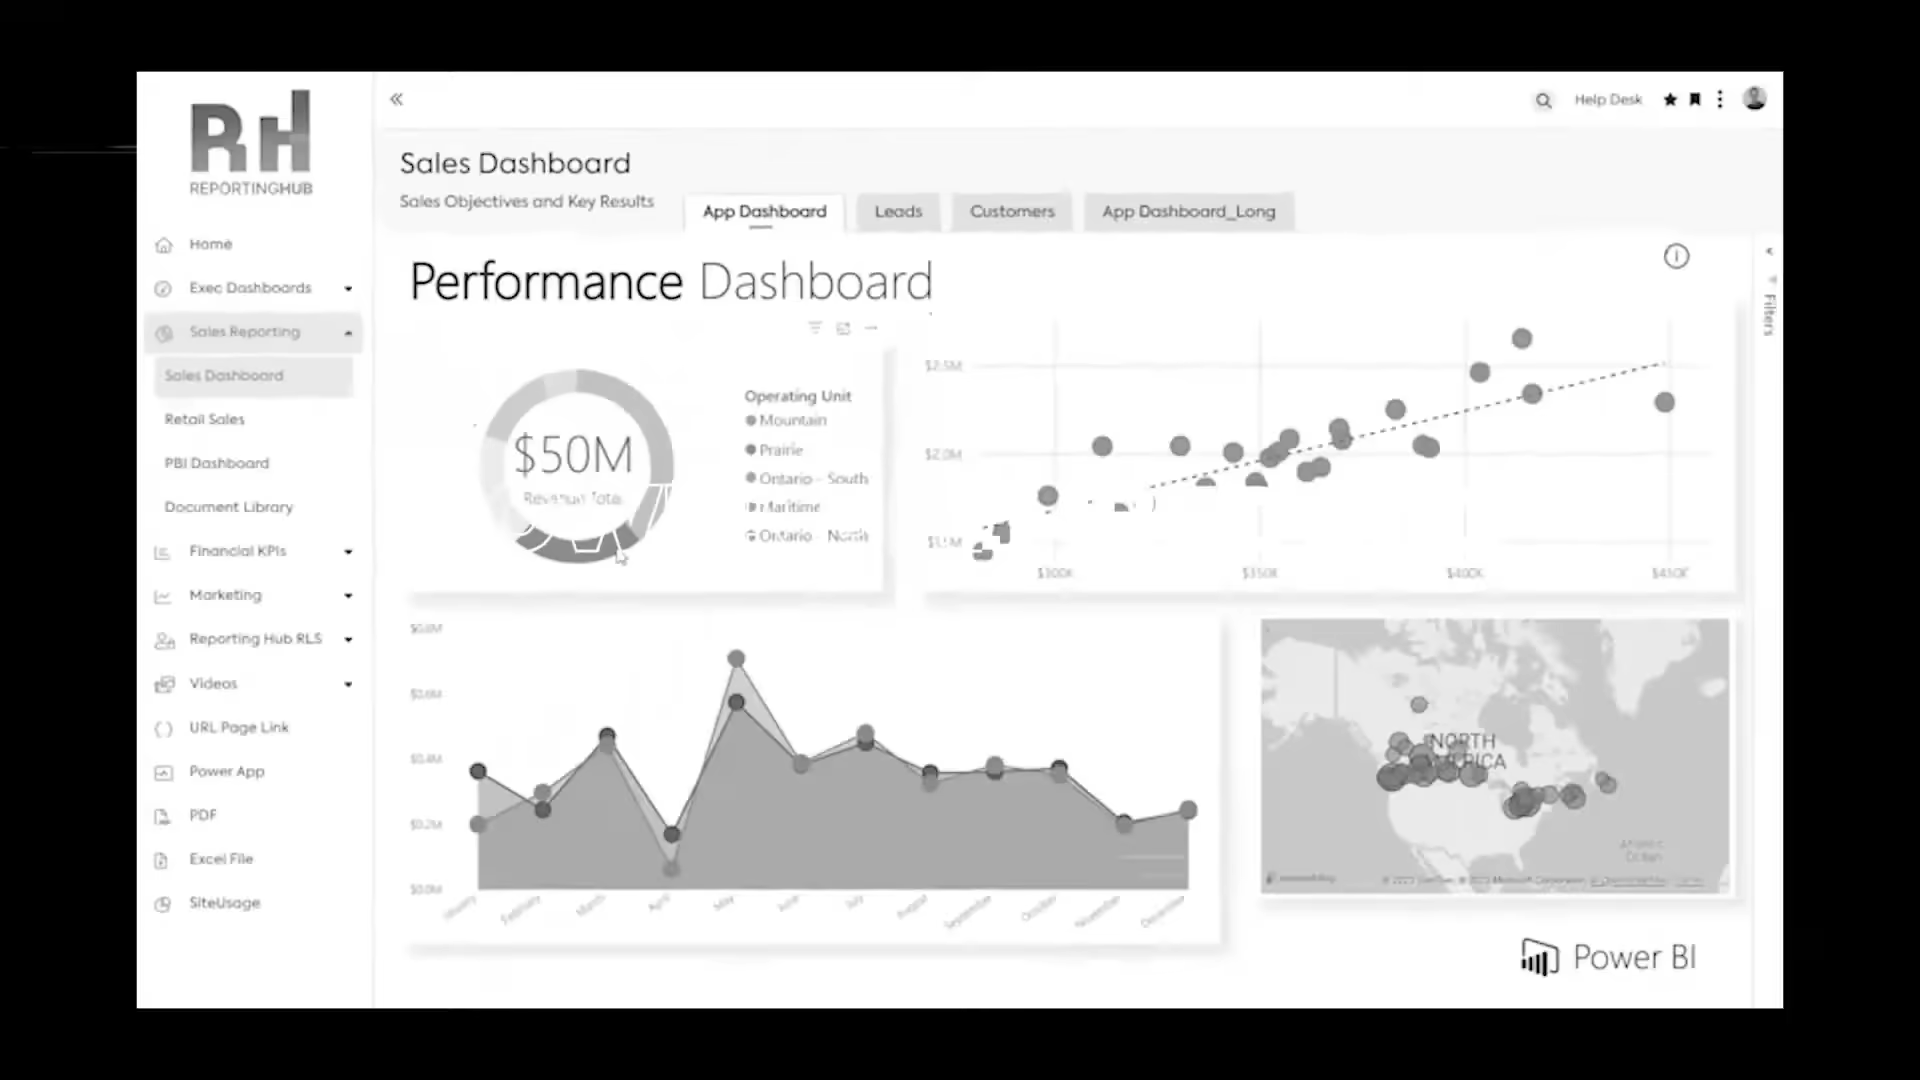 RH
REPORTINGHUB
Home
Exec Dashboards
Sales Reporting
Sales Dashboard
Retail Sales
PBI Dashboard
Document Library
Financial KPIs
Marketing
Reporting Hub RLS
Videos
URL Page Link
Power App
PDF
Excel File
SiteUsage
Help Desk
Sales Dashboard
Sales Objectives and Key Results
App Dashboard
Leads
Customers
App Dashboard_Long
Performance Dashboard
Filters
$50M
Revenue Total
Operating Unit
Mountain
Prairie
Ontario - South
Maritime
Ontario - North
$2.5M
$2.0M
$1.5M
$300K
$350K
$400K
$450K
$0.8M
$0.6M
$0.4M
$0.2M
$0.0M
January
February
March
April
May
June
July
August
September
October
November
December
NORTH
AMERICA
Atlantic
Ocean
Power BI